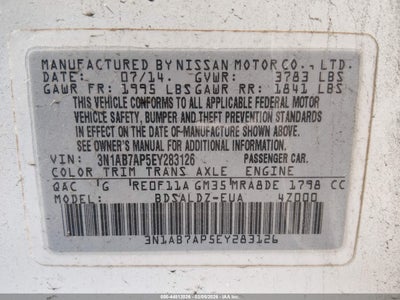 MANUFACTURED BY NISSAN MOTOR CO., LTD.
DATE: 07/14. GVWR: 3783 LBS
GAWR FR: 1995 LBS GAWR RR: 1841 LBS
THIS VEHICLE CONFORMS TO ALL APPLICABLE FEDERAL MOTOR
VEHICLE SAFETY, BUMPER AND THEFT PREVENTION STANDARDS
IN EFFECT ON THE DATE OF MANUFACTURE SHOWN ABOVE.
SEE OWNER'S MANUAL FOR ADDITIONAL INFORMATION
VIN: 3N1AB7AP5EY283126 PASSENGER CAR.
COLOR TRIM TRANS AXLE ENGINE
QAC G RE0F11A GM35 MRA8DE 1798 CC
MODEL: BDSALDZ-EUA 4Z000
3N1AB7AP5EY283126